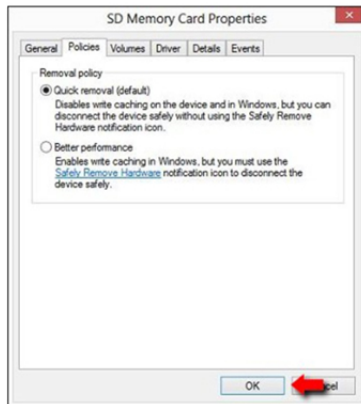 SD Memory Card Properties
General Policies Volumes Driver Details Events
Removal policy
Quick removal (default)
Disables write caching on the device and in Windows, but you can
disconnect the device safely without using the Safely Remove
Hardware notification icon.
Better performance
Enables write caching in Windows, but you must use the
Safely Remove Hardware notification icon to disconnect the
device safely.
OK